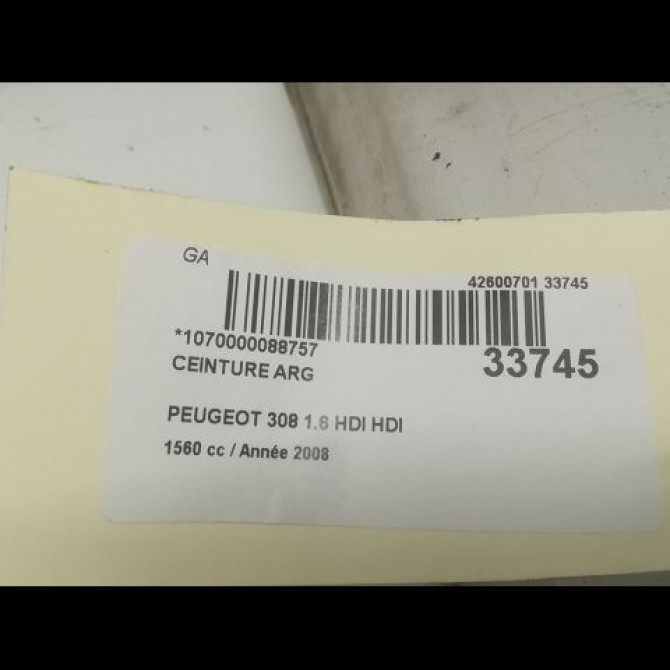 GA
42600701 33745
*1070000088757
33745
CEINTURE ARG
PEUGEOT 308 1.6 HDI HDI
1560 cc / Année 2008